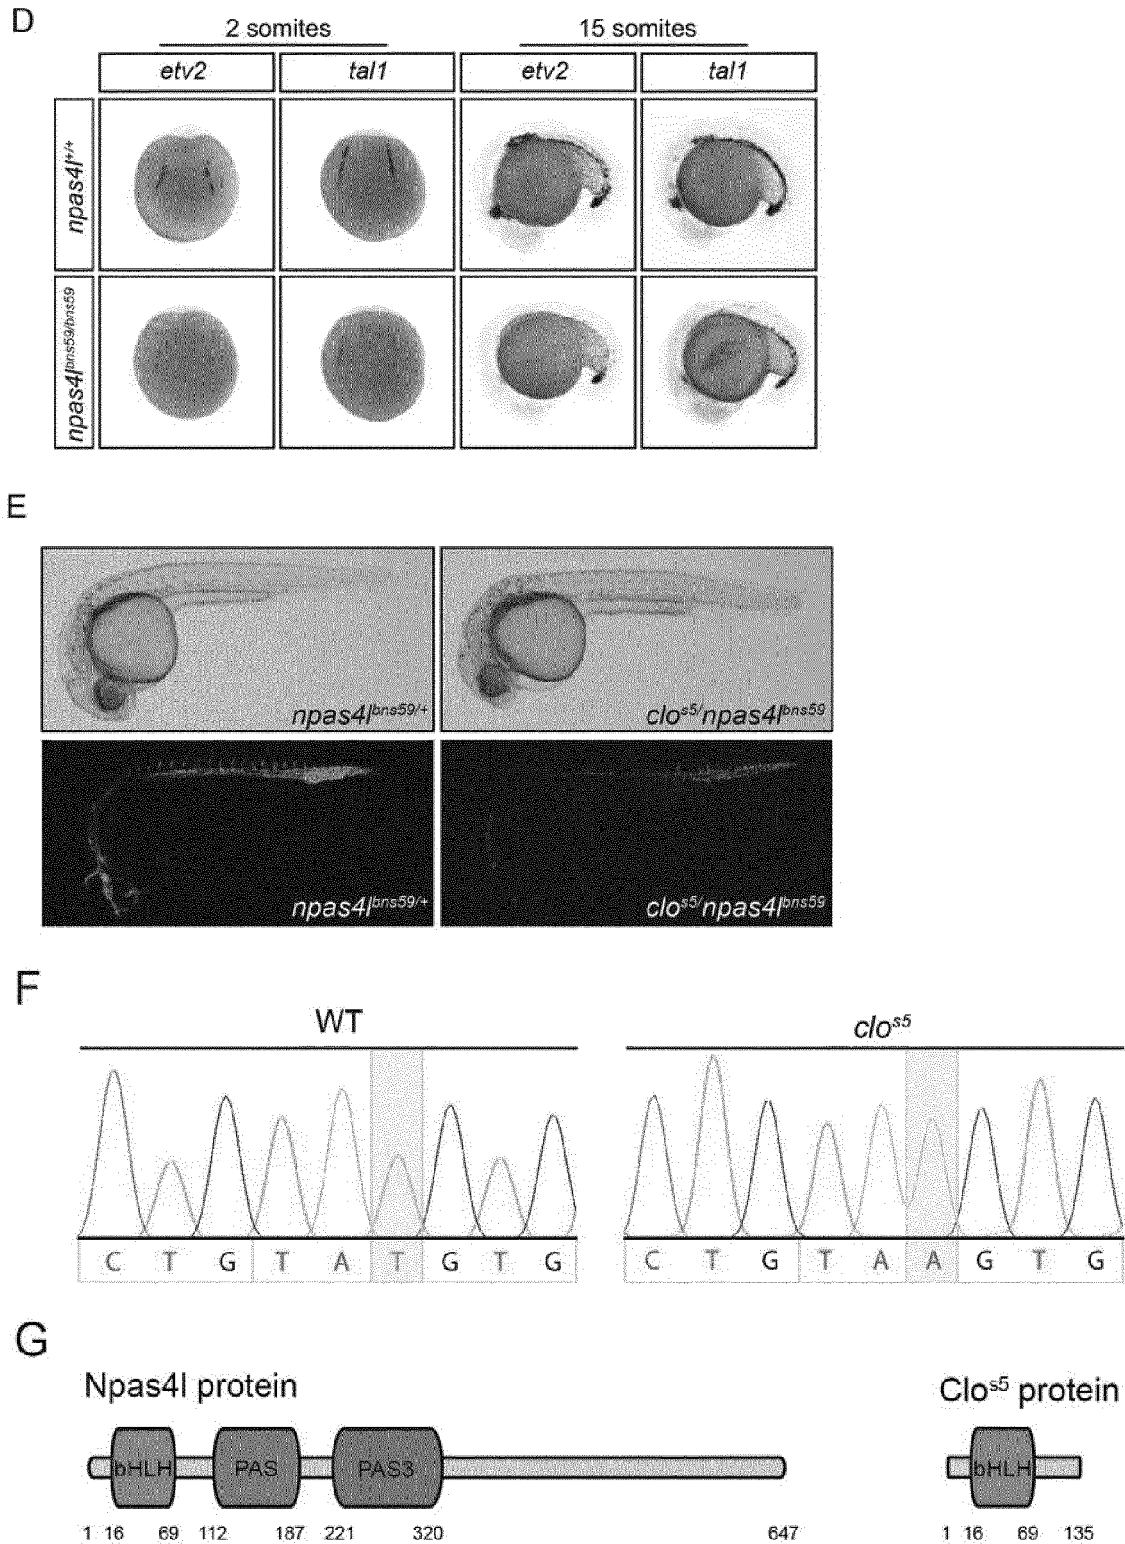 D
2 somites 15 somites
etv2 tal1 etv2 tal1
npas4l+/+
npas4lbns59/bns59
E
npas4lbns59/+ clos5/npas4lbns59
npas4lbns59/+ clos5/npas4lbns59
F
WT clos5
C T G T A T G T G C T G T A A G T G
G
Npas4l protein Clos5 protein
bHLH PAS PAS3 bHLH
1 16 69 112 187 221 320 647 1 16 69 135